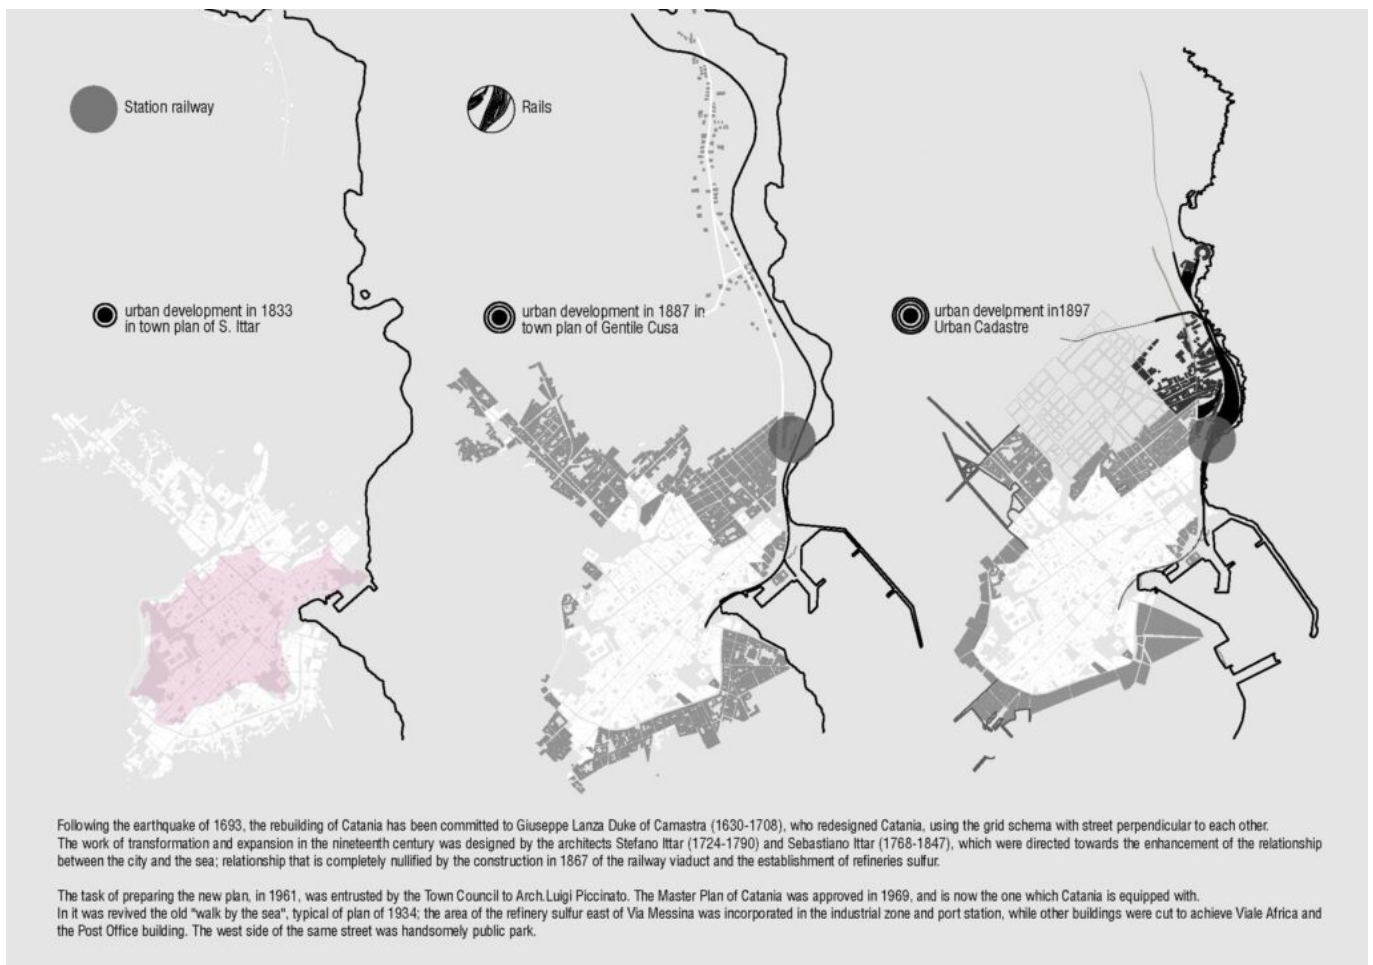 Station railway
Rails
urban development in 1833
in town plan of S. Ittar
urban development in 1887 in
town plan of Gentile Cusa
urban develpment in1897
Urban Cadastre
Following the earthquake of 1693, the rebuilding of Catania has been committed to Giuseppe Lanza Duke of Camastra (1630-1708), who redesigned Catania, using the grid schema with street perpendicular to each other.
The work of transformation and expansion in the nineteenth century was designed by the architects Stefano Ittar (1724-1790) and Sebastiano Ittar (1768-1847), which were directed towards the enhancement of the relationship
between the city and the sea; relationship that is completely nullified by the construction in 1867 of the railway viaduct and the establishment of refineries sulfur.
The task of preparing the new plan, in 1961, was entrusted by the Town Council to Arch.Luigi Piccinato. The Master Plan of Catania was approved in 1969, and is now the one which Catania is equipped with.
In it was revived the old "walk by the sea", typical of plan of 1934; the area of the refinery sulfur east of Via Messina was incorporated in the industrial zone and port station, while other buildings were cut to achieve Viale Africa and
the Post Office building. The west side of the same street was handsomely public park.